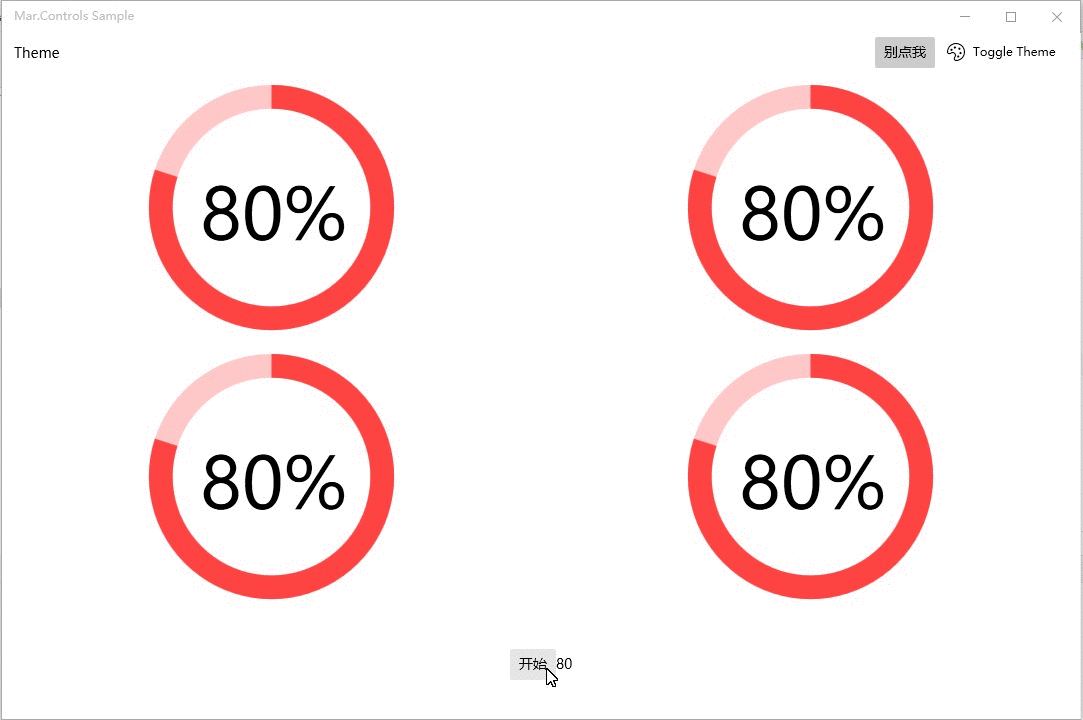 Mar.Controls Sample
Theme
别点我 Toggle Theme
80%
80%
80%
80%
开始 80